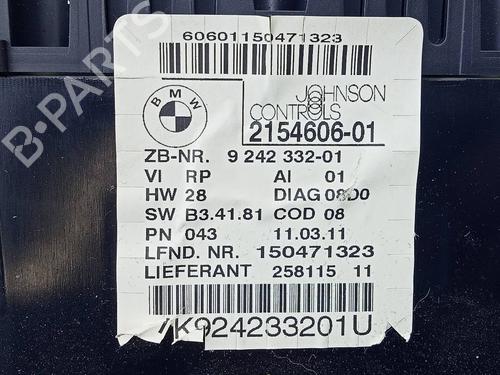 60601150471323
BMW
JOHNSON
CONTROLS
2154606-01
ZB-NR. 9 242 332-01
VI RP AI 01
HW 28 DIAG 08D0
SW B3.41.81 COD 08
PN 043 11.03.11
LFND. NR. 150471323
LIEFERANT 258115 11
K924233201U
B-PARTS